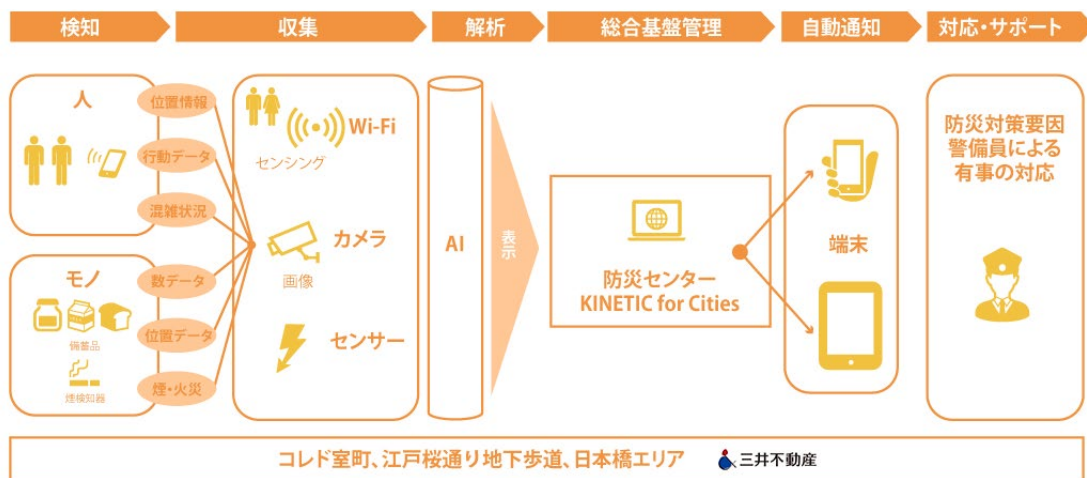 検知
収集
解析
総合基盤管理
自動通知
対応・サポート
人
位置情報
行動データ
混雑状況
モノ
備蓄品
煙検知器
数データ
位置データ
煙・火災
Wi-Fi
センシング
カメラ
画像
センサー
AI
表示
防災センター
KINETIC for Cities
端末
防災対策要因
警備員による
有事の対応
コレド室町、江戸桜通り地下歩道、日本橋エリア 三井不動産